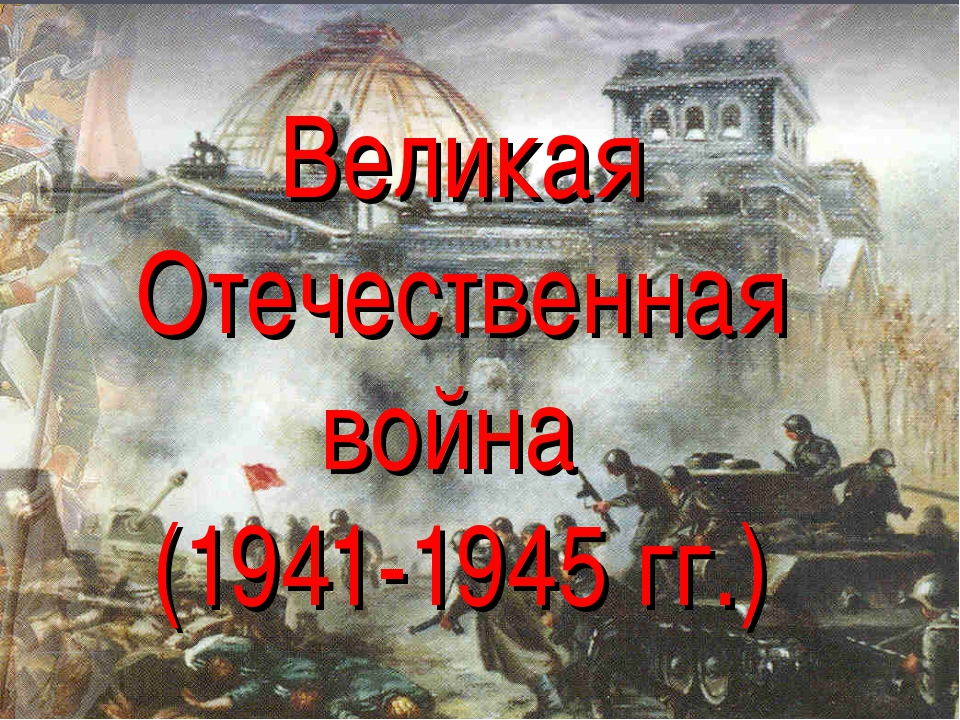 Великая
Отечественная
война
(1941-1945 гг.)